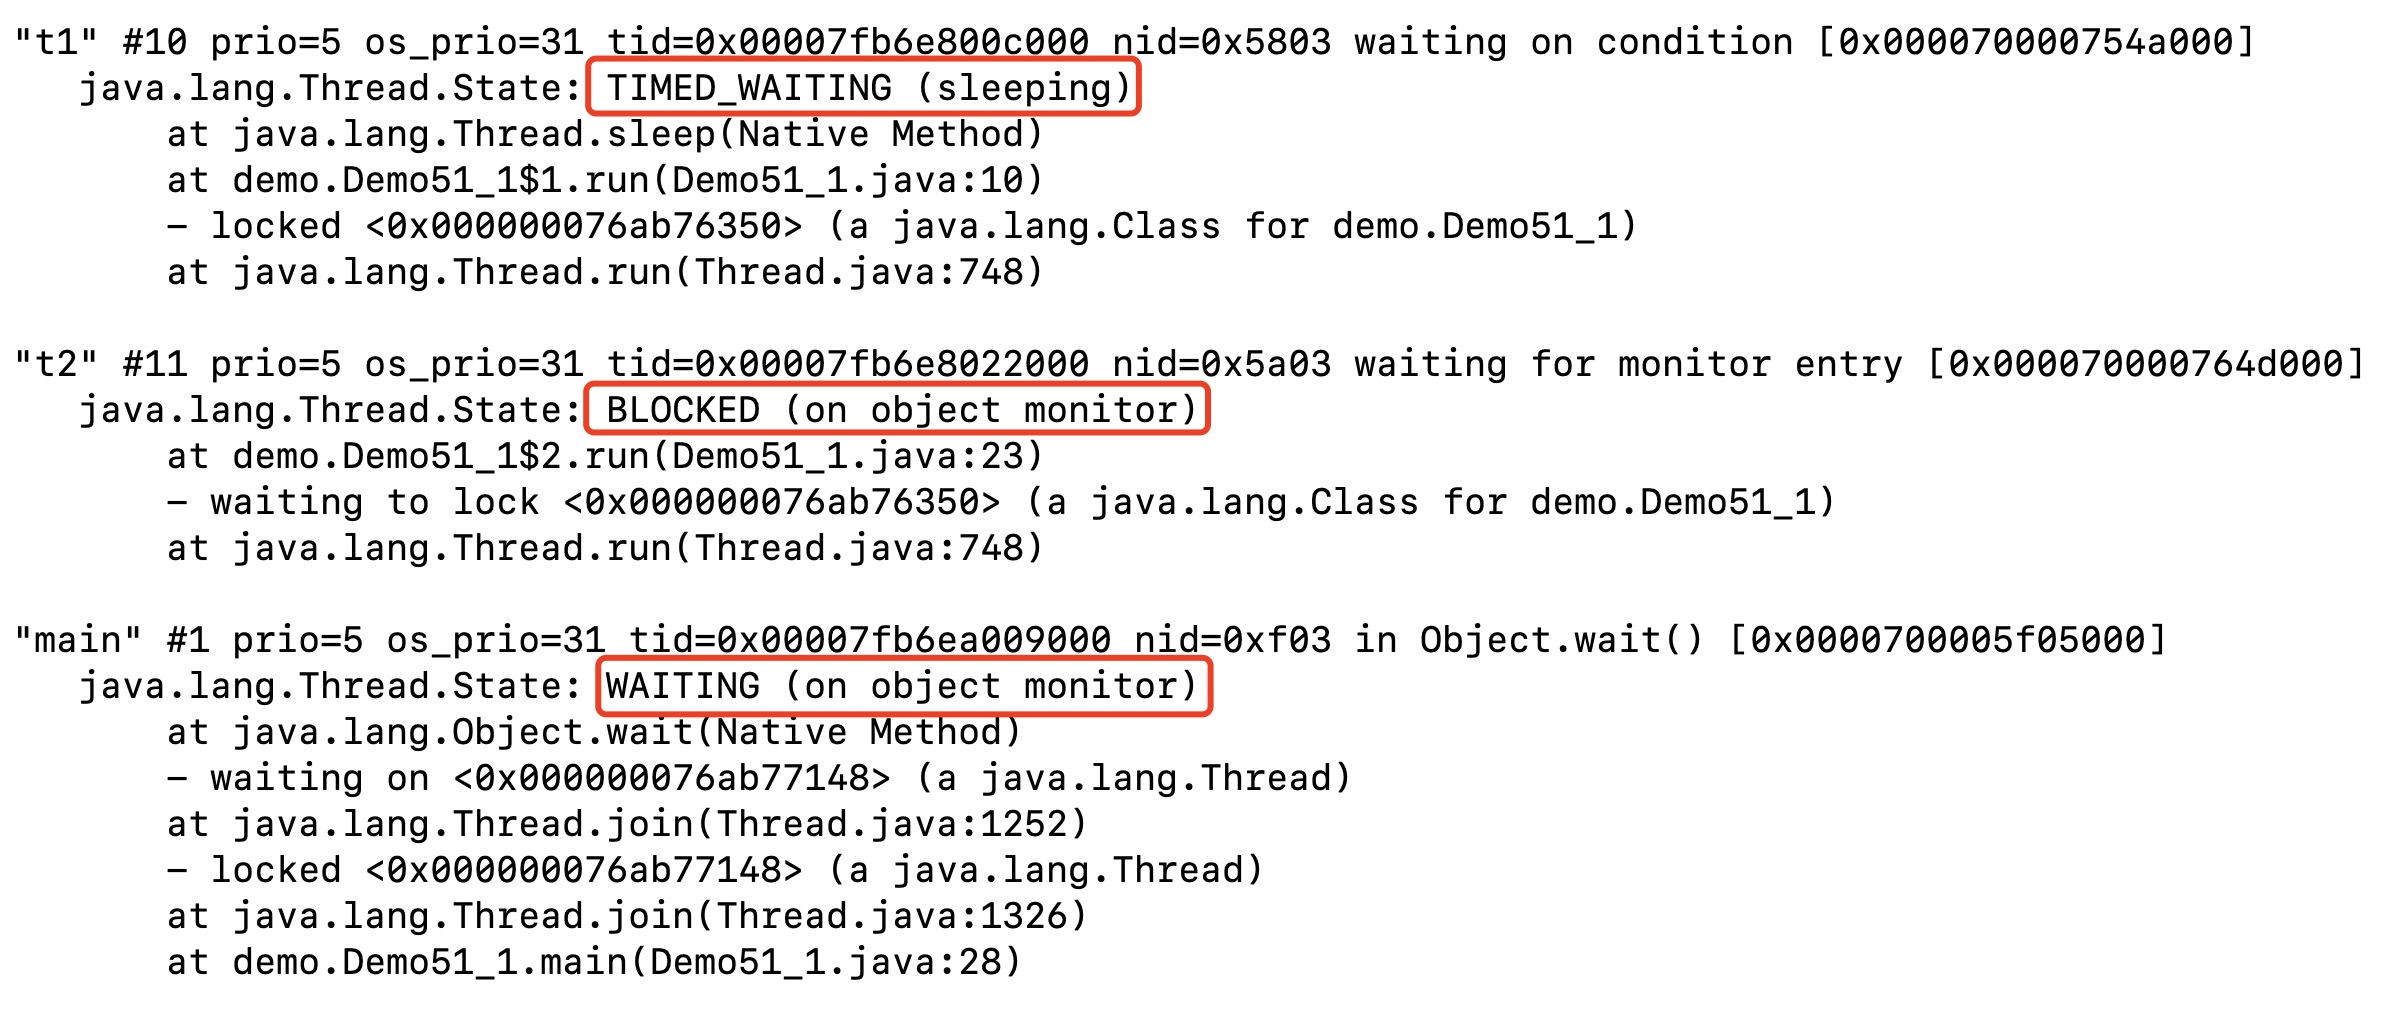 "t1" #10 prio=5 os_prio=31 tid=0x00007fb6e800c000 nid=0x5803 waiting on condition [0x000070000754a000]
java.lang.Thread.State: TIMED_WAITING (sleeping)
at java.lang.Thread.sleep(Native Method)
at demo.Demo51_1$1.run(Demo51_1.java:10)
– locked <0x000000076ab76350> (a java.lang.Class for demo.Demo51_1)
at java.lang.Thread.run(Thread.java:748)
"t2" #11 prio=5 os_prio=31 tid=0x00007fb6e8022000 nid=0x5a03 waiting for monitor entry [0x000070000764d000]
java.lang.Thread.State: BLOCKED (on object monitor)
at demo.Demo51_1$2.run(Demo51_1.java:23)
– waiting to lock <0x000000076ab76350> (a java.lang.Class for demo.Demo51_1)
at java.lang.Thread.run(Thread.java:748)
"main" #1 prio=5 os_prio=31 tid=0x00007fb6ea009000 nid=0xf03 in Object.wait() [0x0000700005f05000]
java.lang.Thread.State: WAITING (on object monitor)
at java.lang.Object.wait(Native Method)
– waiting on <0x000000076ab77148> (a java.lang.Thread)
at java.lang.Thread.join(Thread.java:1252)
– locked <0x000000076ab77148> (a java.lang.Thread)
at java.lang.Thread.join(Thread.java:1326)
at demo.Demo51_1.main(Demo51_1.java:28)